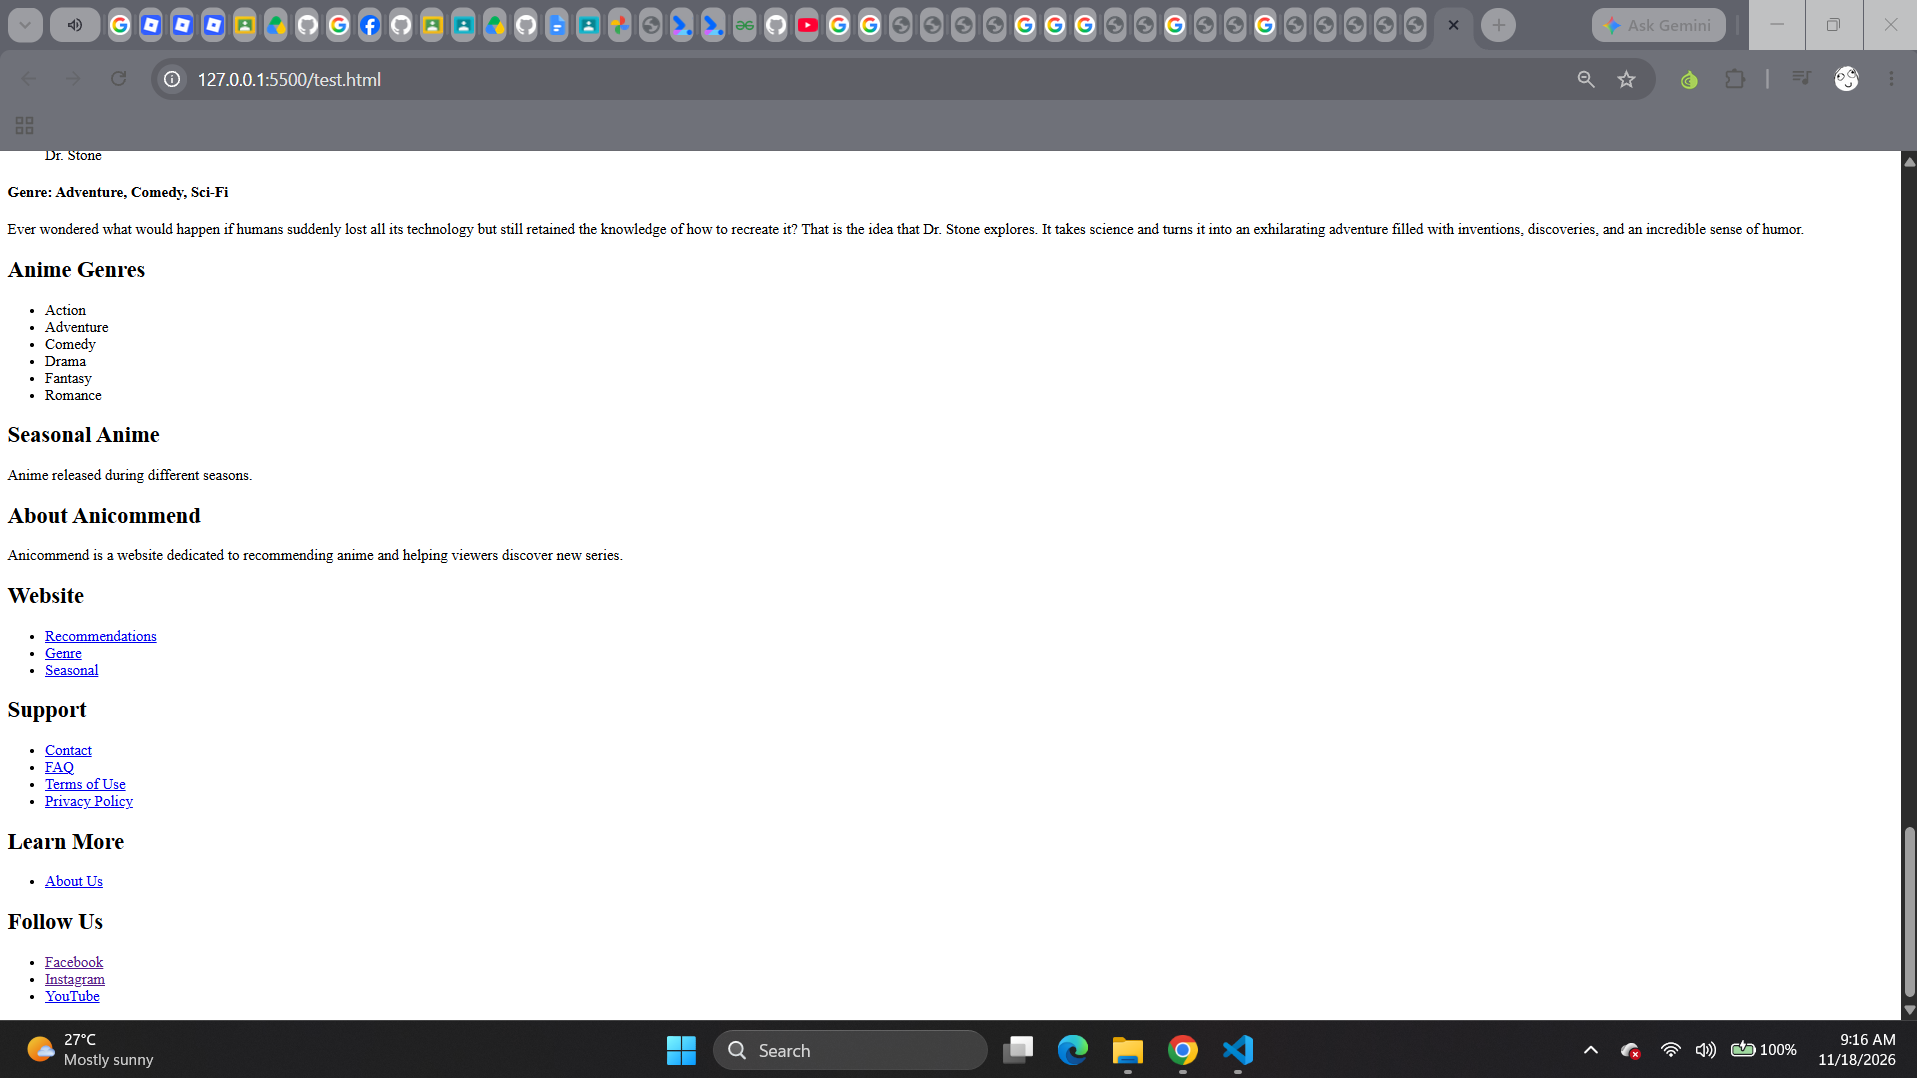 Ask Gemini
127.0.0.1:5500/test.html
Dr. Stone
Genre: Adventure, Comedy, Sci-Fi
Ever wondered what would happen if humans suddenly lost all its technology but still retained the knowledge of how to recreate it? That is the idea that Dr. Stone explores. It takes science and turns it into an exhilarating adventure filled with inventions, discoveries, and an incredible sense of humor.
Anime Genres
Action
Adventure
Comedy
Drama
Fantasy
Romance
Seasonal Anime
Anime released during different seasons.
About Anicommend
Anicommend is a website dedicated to recommending anime and helping viewers discover new series.
Website
Recommendations
Genre
Seasonal
Support
Contact
FAQ
Terms of Use
Privacy Policy
Learn More
About Us
Follow Us
Facebook
Instagram
YouTube
27°C
Mostly sunny
Search
100%
9:16 AM
11/18/2026